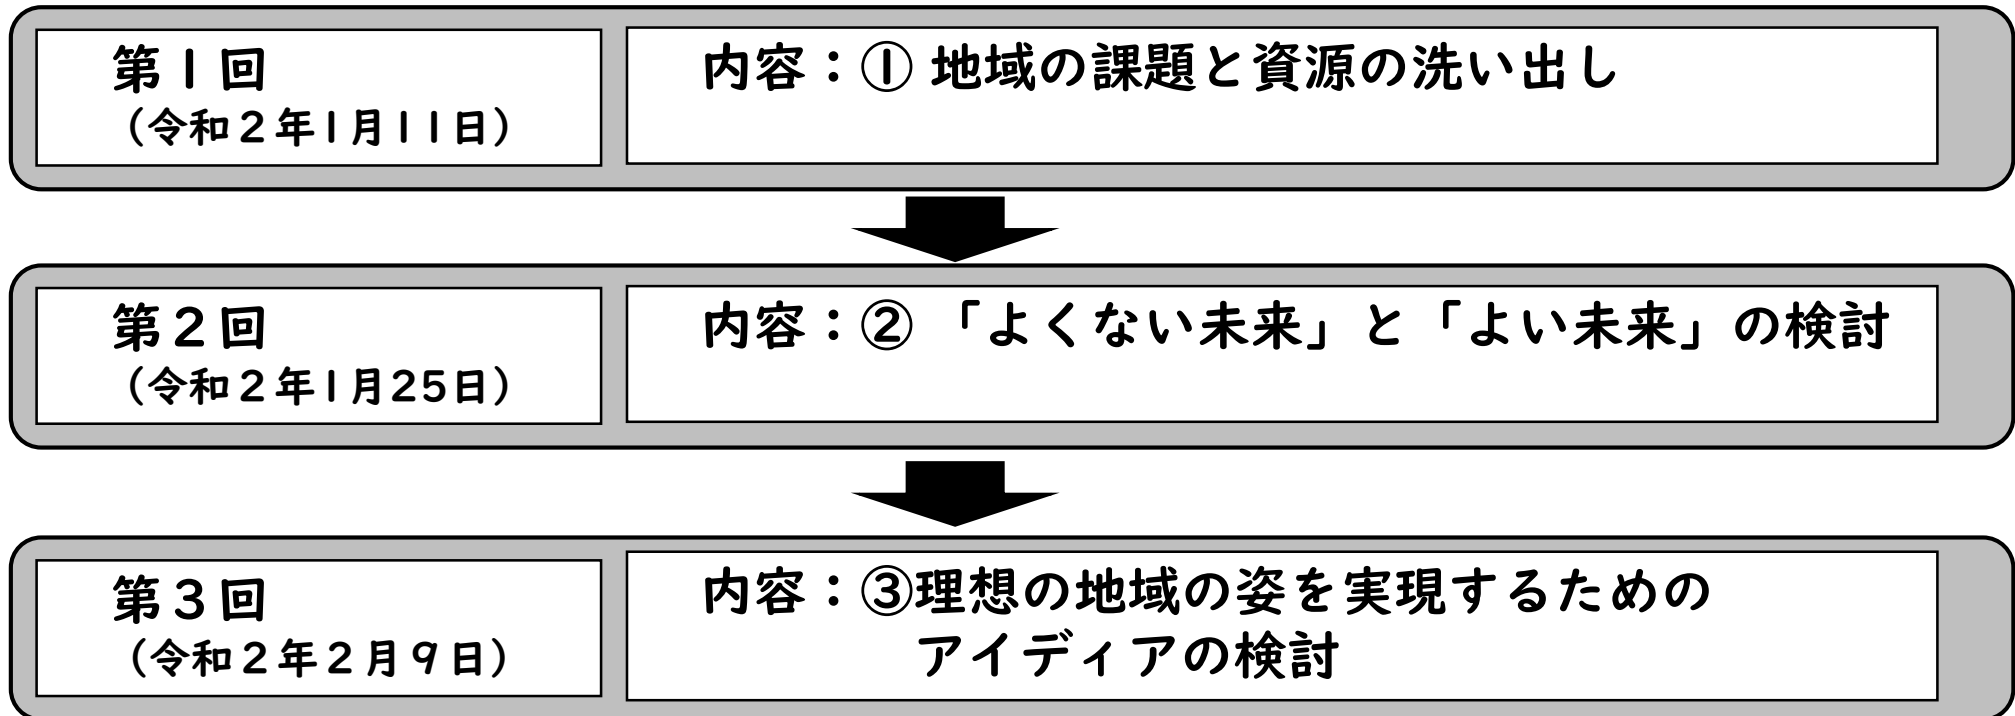 第1回
（令和２年1月11日）
内容：① 地域の課題と資源の洗い出し
第２回
（令和２年1月25日）
内容：② 「よくない未来」と「よい未来」の検討
第３回
（令和２年２月９日）
内容：③理想の地域の姿を実現するための
アイディアの検討